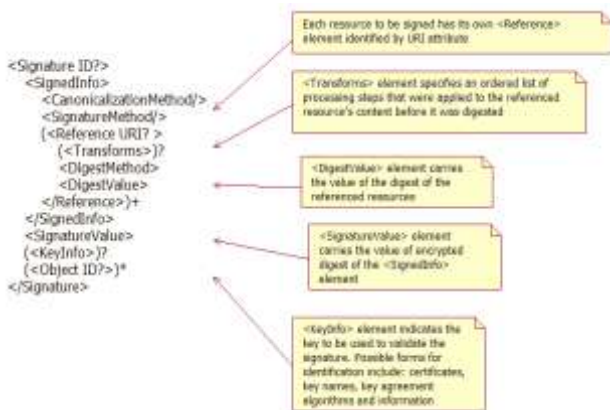 Each resource to be signed has its own <Reference>
element identified by URI attribute
<Signature ID?>
<SignedInfo>
<CanonicalizationMethod/>
<SignatureMethod/>
(<Reference URI? >
(<Transforms>)?
<DigestMethod>
<DigestValue>
</Reference>)+
</SignedInfo>
<SignatureValue>
(<KeyInfo>)?
(<Object ID?>)*
</Signature>
<Transforms> element specifies an ordered list of
processing steps that were applied to the referenced
resource's content before it was digested
<DigestValue> element carries
the value of the digest of the
referenced resources
<SignatureValue> element
carries the value of encrypted
digest of the <SignedInfo>
element
<KeyInfo> element indicates the
key to be used to validate the
signature. Possible forms for
identification include: certificates,
key names, key agreement
algorithms and information